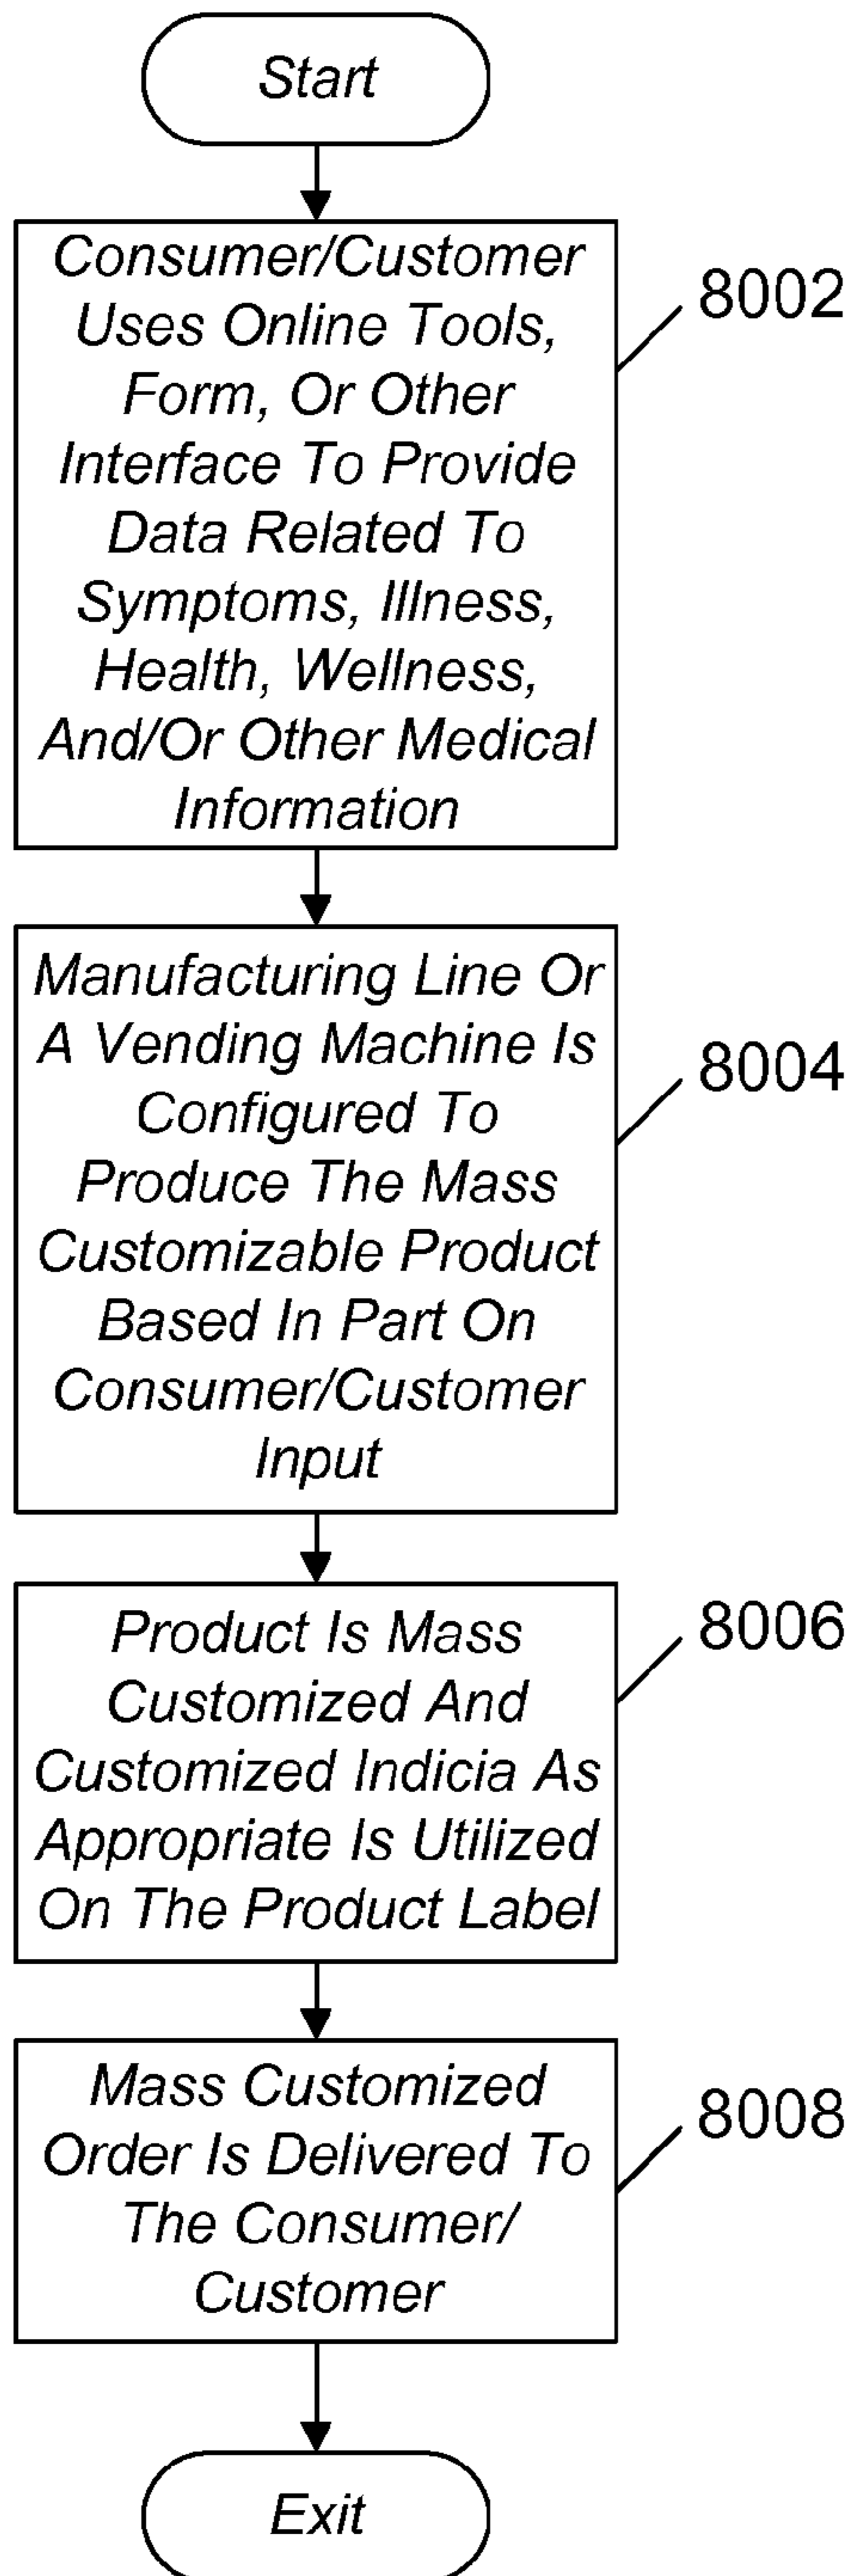 Start
Consumer/Customer
Uses Online Tools,
Form, Or Other
Interface To Provide
Data Related To
Symptoms, Illness,
Health, Wellness,
And/Or Other Medical
Information
8002
Manufacturing Line Or
A Vending Machine Is
Configured To
Produce The Mass
Customizable Product
Based In Part On
Consumer/Customer
Input
8004
Product Is Mass
Customized And
Customized Indicia As
Appropriate Is Utilized
On The Product Label
8006
Mass Customized
Order Is Delivered To
The Consumer/
Customer
8008
Exit